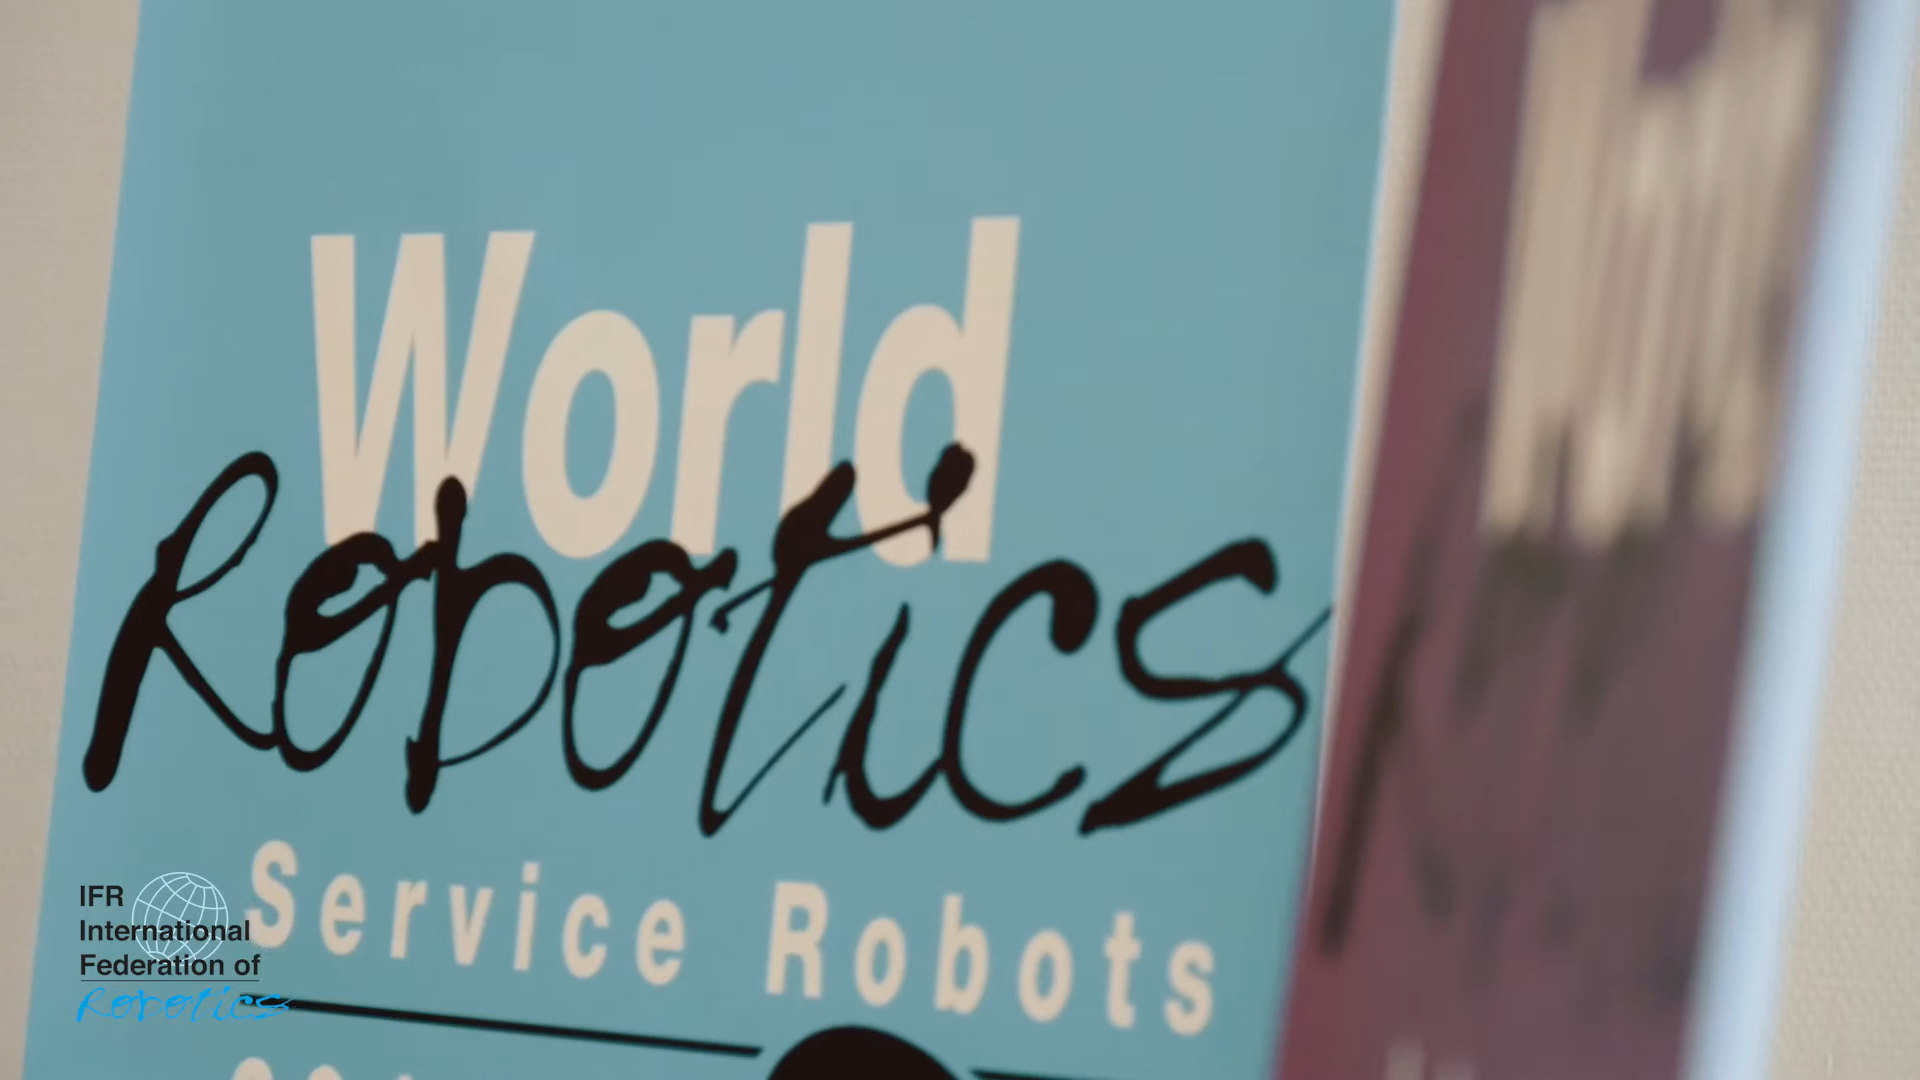 World
Robotics
Service Robots
IFR
International
Federation of
Robotics